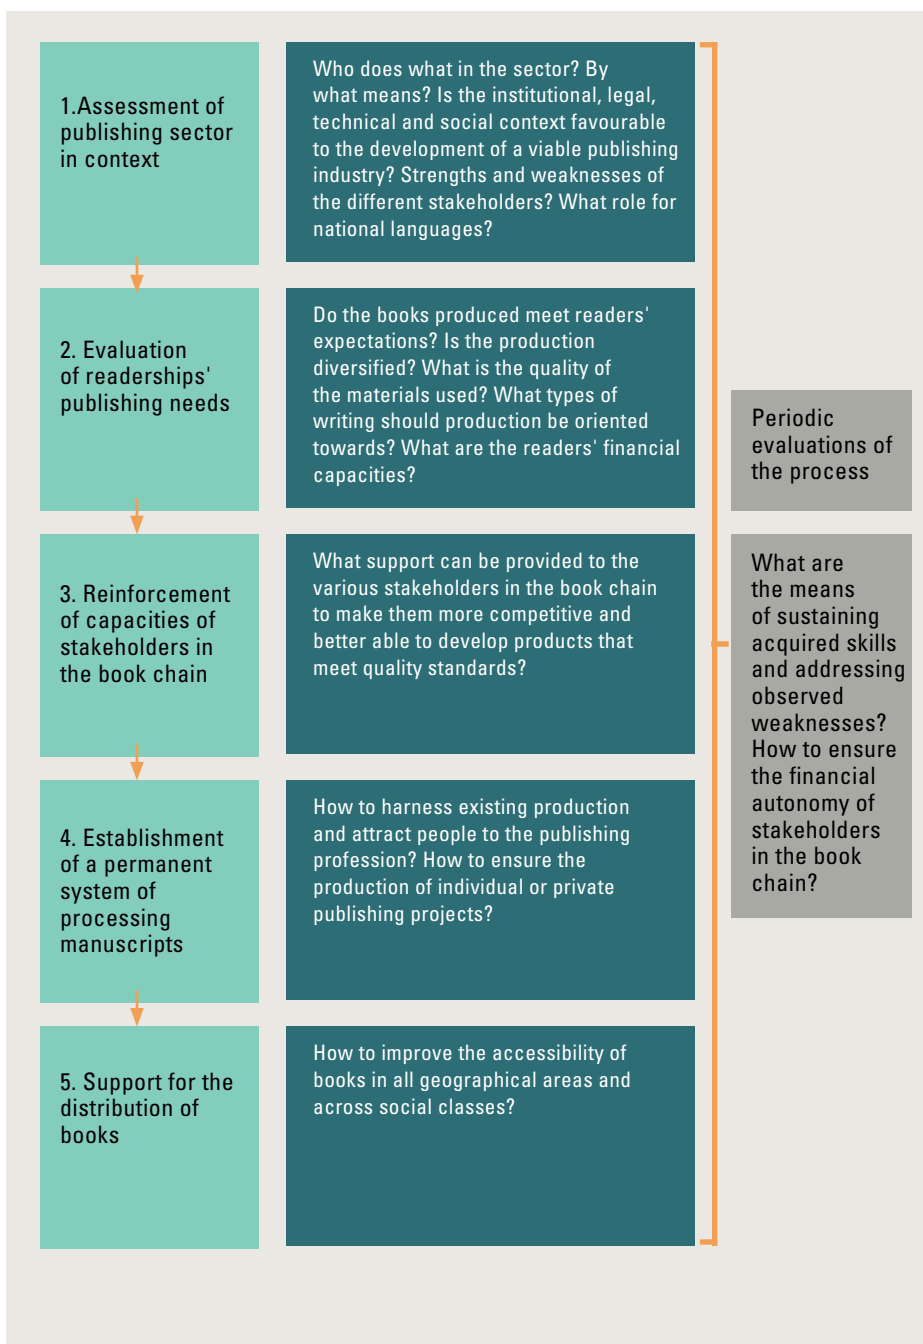 1.Assessment of
publishing sector
in context
Who does what in the sector? By
what means? Is the institutional, legal,
technical and social context favourable
to the development of a viable publishing
industry? Strengths and weaknesses of
the different stakeholders? What role for
national languages?
2. Evaluation
of readerships'
publishing needs
Do the books produced meet readers'
expectations? Is the production
diversified? What is the quality of
the materials used? What types of
writing should production be oriented
towards? What are the readers' financial
capacities?
3. Reinforcement
of capacities of
stakeholders in
the book chain
What support can be provided to the
various stakeholders in the book chain
to make them more competitive and
better able to develop products that
meet quality standards?
4. Establishment
of a permanent
system of
processing
manuscripts
How to harness existing production
and attract people to the publishing
profession? How to ensure the
production of individual or private
publishing projects?
5. Support for the
distribution of
books
How to improve the accessibility of
books in all geographical areas and
across social classes?
Periodic
evaluations of
the process
What are
the means
of sustaining
acquired skills
and addressing
observed
weaknesses?
How to ensure
the financial
autonomy of
stakeholders
in the book
chain?